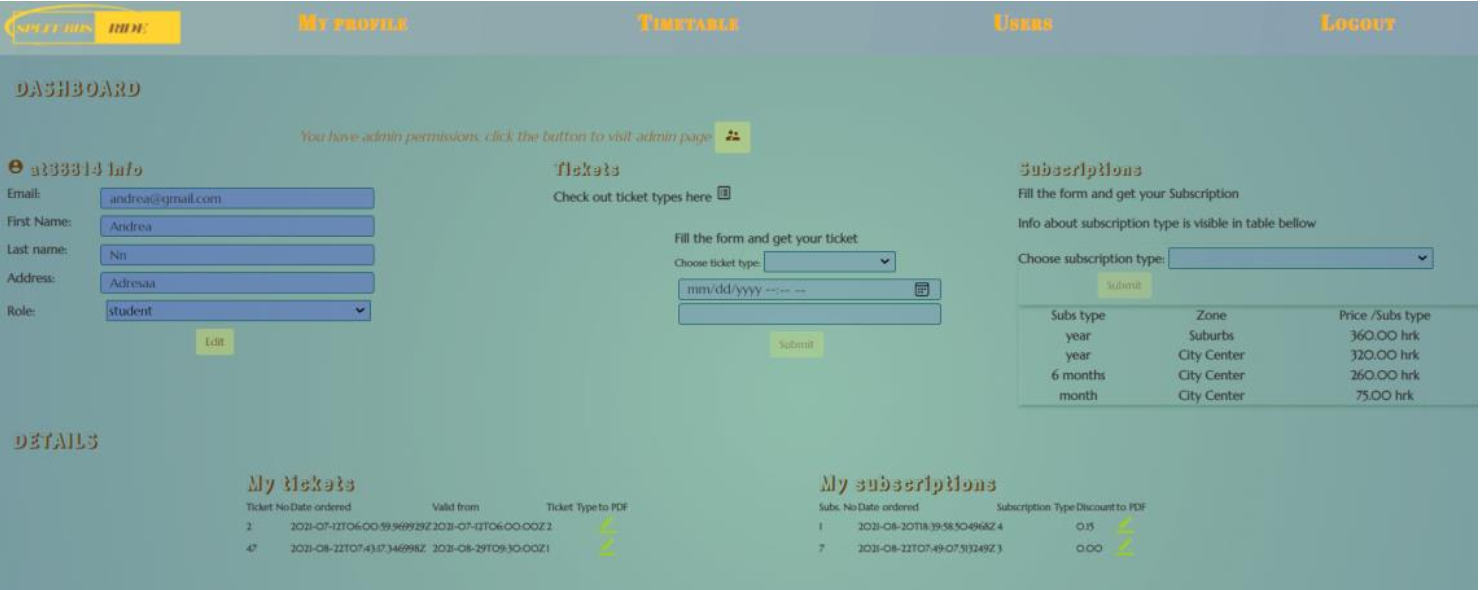 SPLIT BUS RIDE
MY PROFILE
TIMETABLE
USERS
LOGOUT
DASHBOARD
You have admin permissions, click the button to visit admin page
at38814 info
Email:
andrea@gmail.com
First Name:
Andrea
Last name:
Nn
Address:
Adresaa
Role:
student
Edit
Tickets
Check out ticket types here
Fill the form and get your ticket
Choose ticket type:
mm/dd/yyyy --:-- --
Submit
Subscriptions
Fill the form and get your Subscription
Info about subscription type is visible in table bellow
Choose subscription type:
Submit
Subs type Zone Price /Subs type
year Suburbs 360.00 hrk
year City Center 320.00 hrk
6 months City Center 260.00 hrk
month City Center 75.00 hrk
DETAILS
My tickets
Ticket No Date ordered Valid from Ticket Type to PDF
2 2021-07-12T06:00:59.969929Z 2021-07-12T06:00:00Z 2
47 2021-08-22T07:43:17.346998Z 2021-08-29T09:30:00Z 1
My subscriptions
Subs. No Date ordered Subscription Type Discount to PDF
1 2021-08-20T18:39:58.504968Z 4 0.15
7 2021-08-22T07:49:07.513249Z 3 0.00